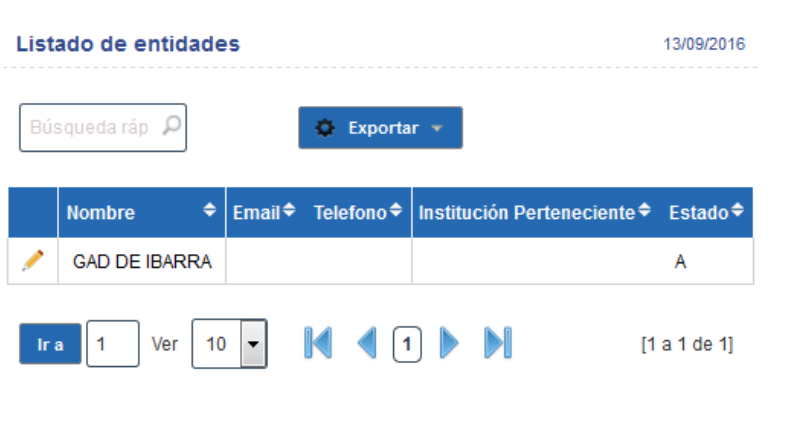 Listado de entidades 13/09/2016
Búsqueda ráp Exportar
Nombre Email Telefono Institución Perteneciente Estado
GAD DE IBARRA A
Ir a 1 Ver 10 1 [1 a 1 de 1]